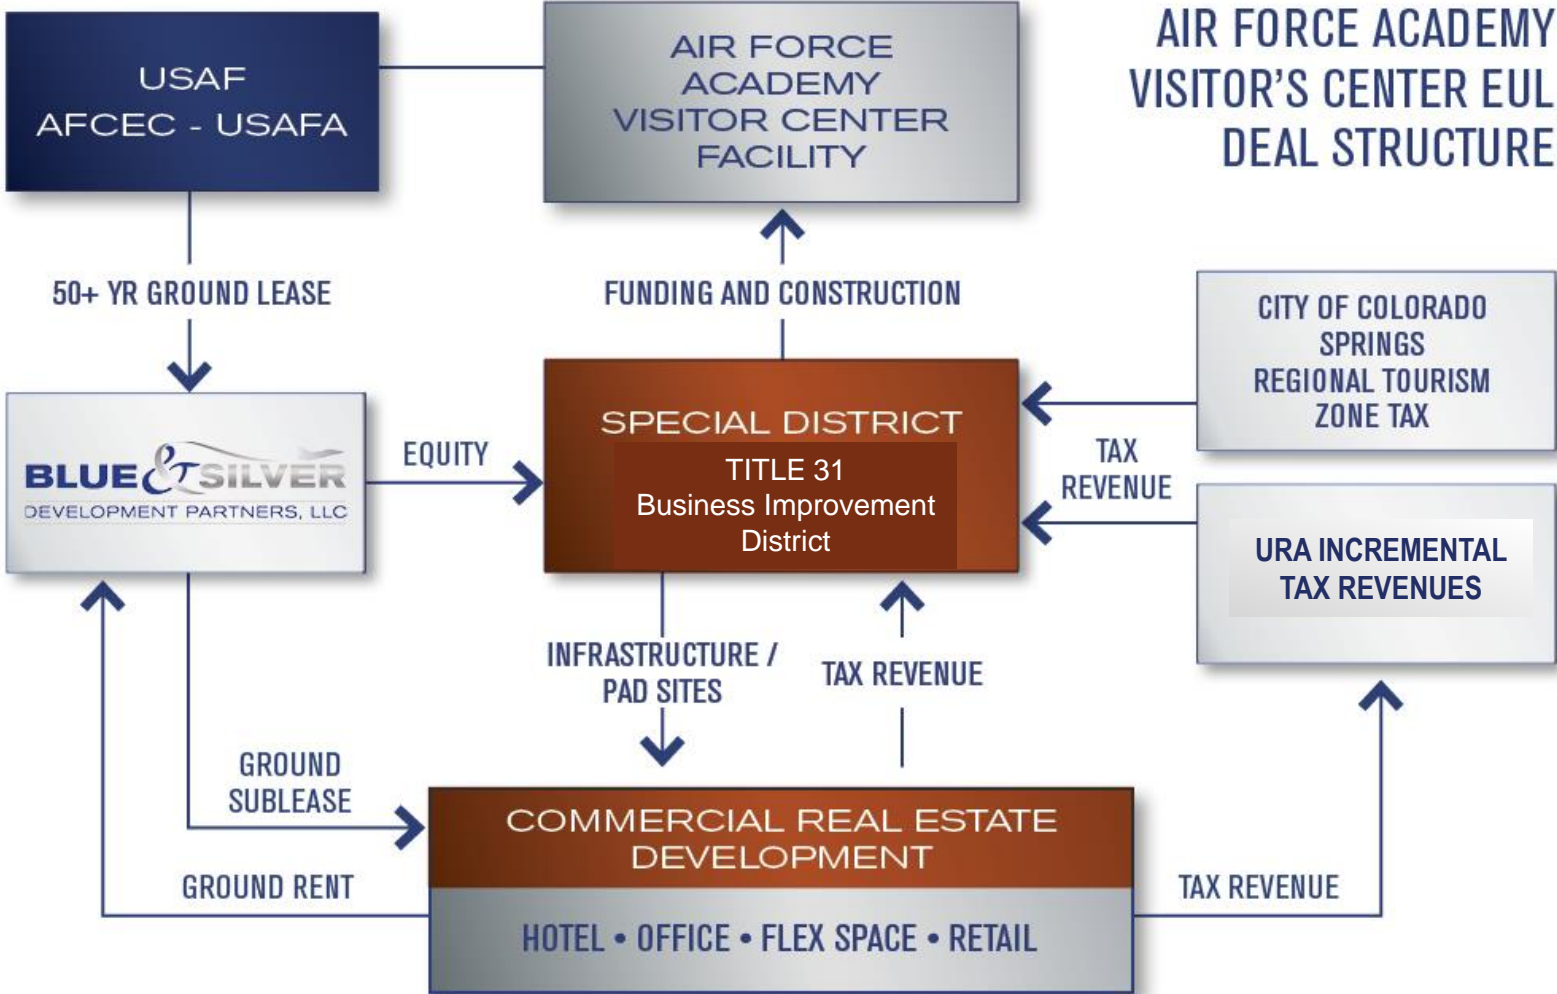 AIR FORCE ACADEMY
VISITOR'S CENTER EUL
DEAL STRUCTURE
USAF
AFCEC - USAFA
AIR FORCE
ACADEMY
VISITOR CENTER
FACILITY
50+ YR GROUND LEASE
FUNDING AND CONSTRUCTION
CITY OF COLORADO
SPRINGS
REGIONAL TOURISM
ZONE TAX
BLUE & SILVER
DEVELOPMENT PARTNERS, LLC
EQUITY
SPECIAL DISTRICT
TITLE 31
Business Improvement
District
TAX
REVENUE
URA INCREMENTAL
TAX REVENUES
INFRASTRUCTURE /
PAD SITES
TAX REVENUE
GROUND
SUBLEASE
COMMERCIAL REAL ESTATE
DEVELOPMENT
GROUND RENT
TAX REVENUE
HOTEL • OFFICE • FLEX SPACE • RETAIL